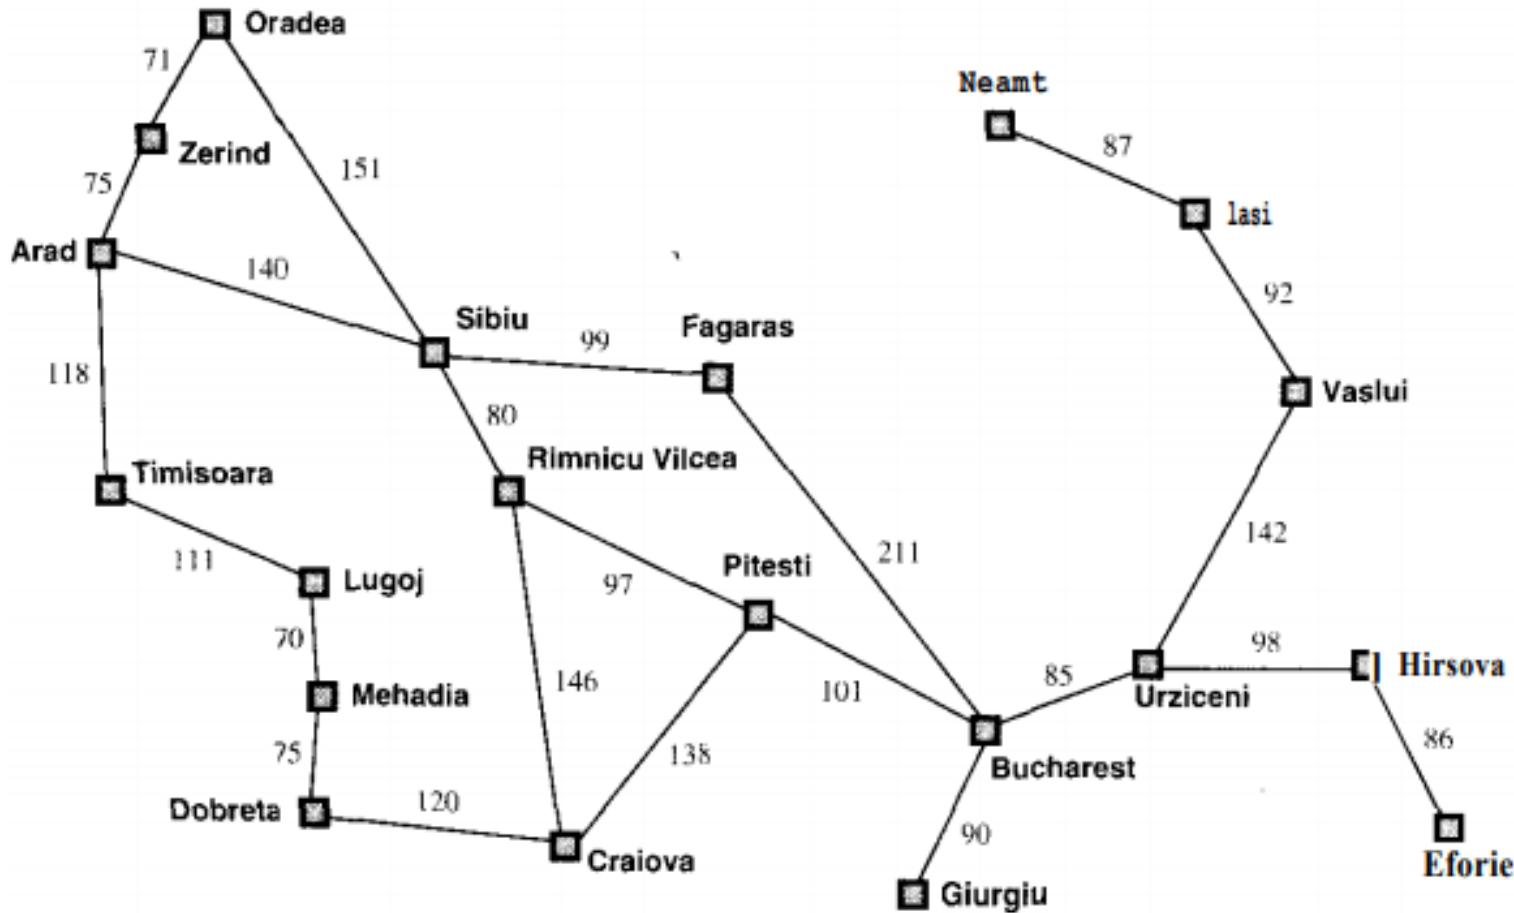 Oradea
71
Neamt
Zerind
87
151
75
Iasi
Arad
140
92
Sibiu
Fagaras
99
118
Vaslui
80
Timisoara
Rimnicu Vilcea
142
111
211
Pitesti
97
Lugoj
70
98
Hirsova
85
146
101
Mehadia
Urziceni
86
75
138
Bucharest
120
Dobreta
90
Craiova
Eforie
Giurgiu